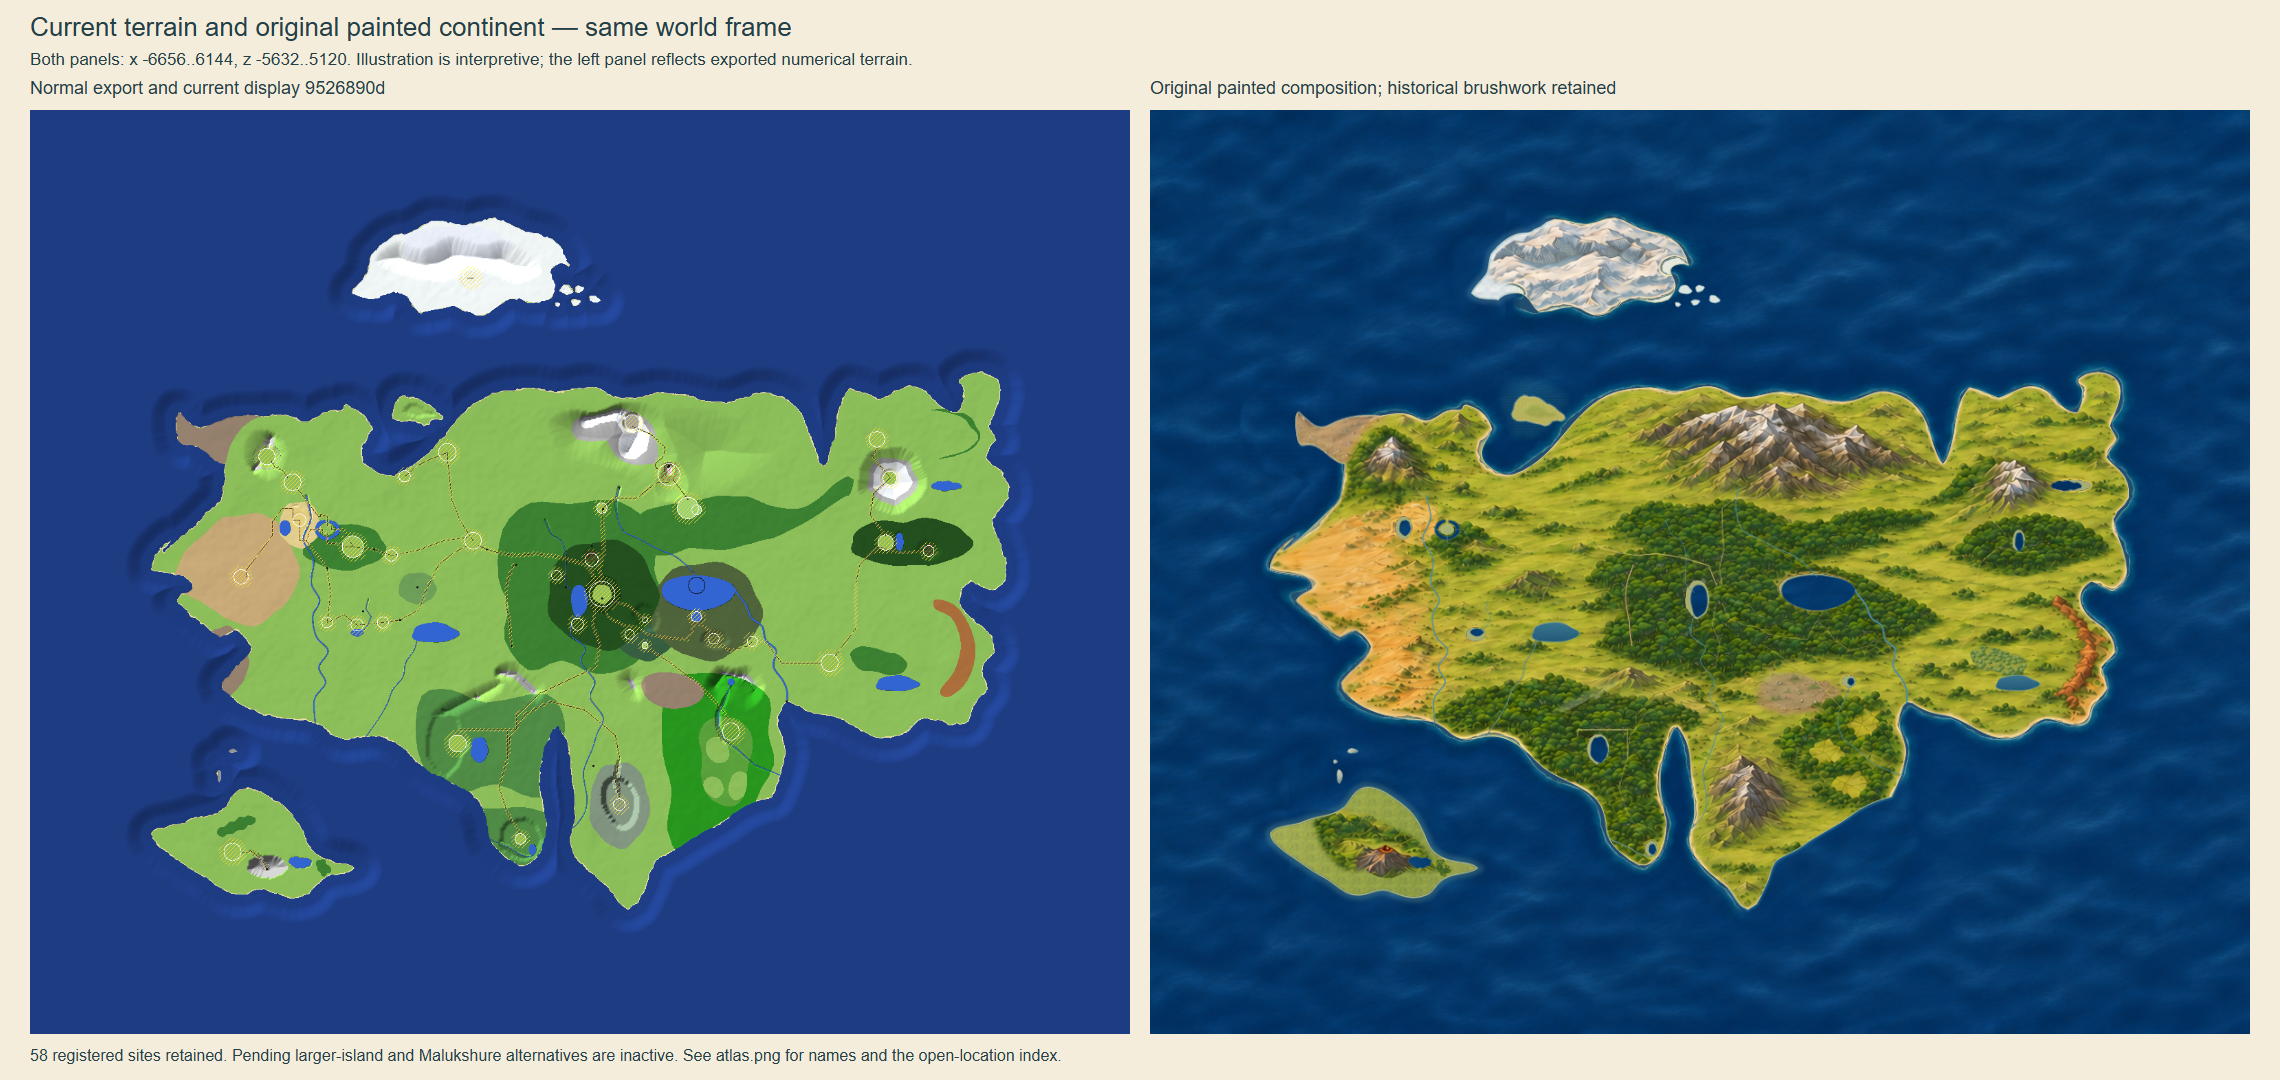 Current terrain and original painted continent — same world frame
Both panels: x -6656..6144, z -5632..5120. Illustration is interpretive; the left panel reflects exported numerical terrain.
Normal export and current display 9526890d
Original painted composition; historical brushwork retained
58 registered sites retained. Pending larger-island and Malukshure alternatives are inactive. See atlas.png for names and the open-location index.